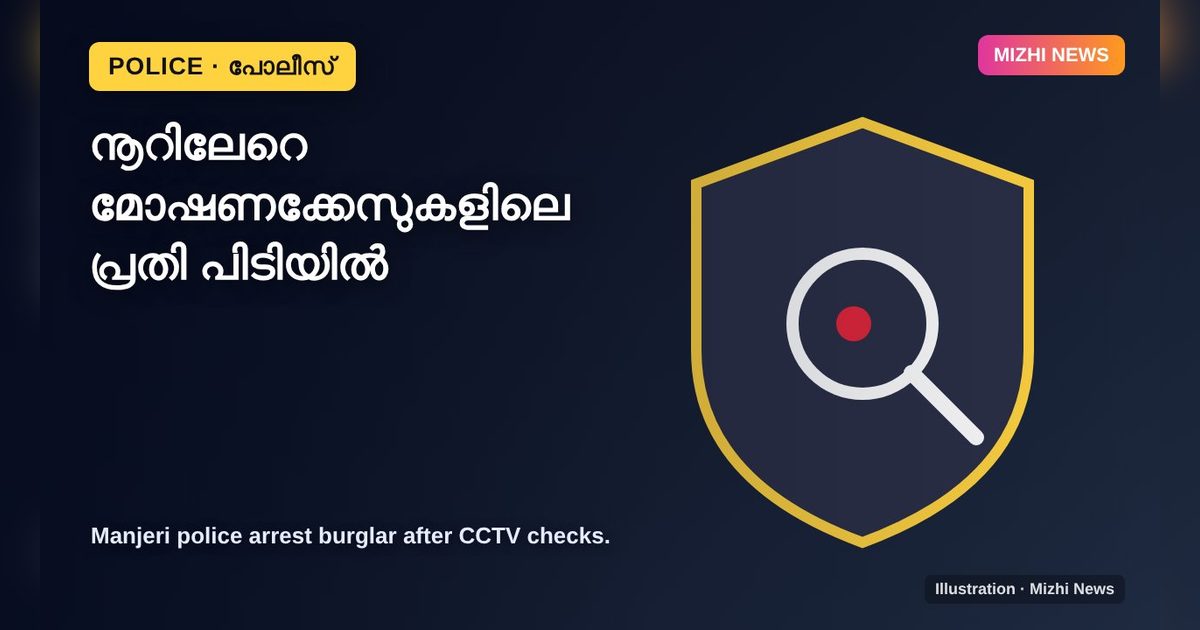 POLICE · പോലീസ്
MIZHI NEWS
നൂറിലേറെ
മോഷണക്കേസുകളിലെ
പ്രതി പിടിയിൽ
Manjeri police arrest burglar after CCTV checks.
Illustration · Mizhi News